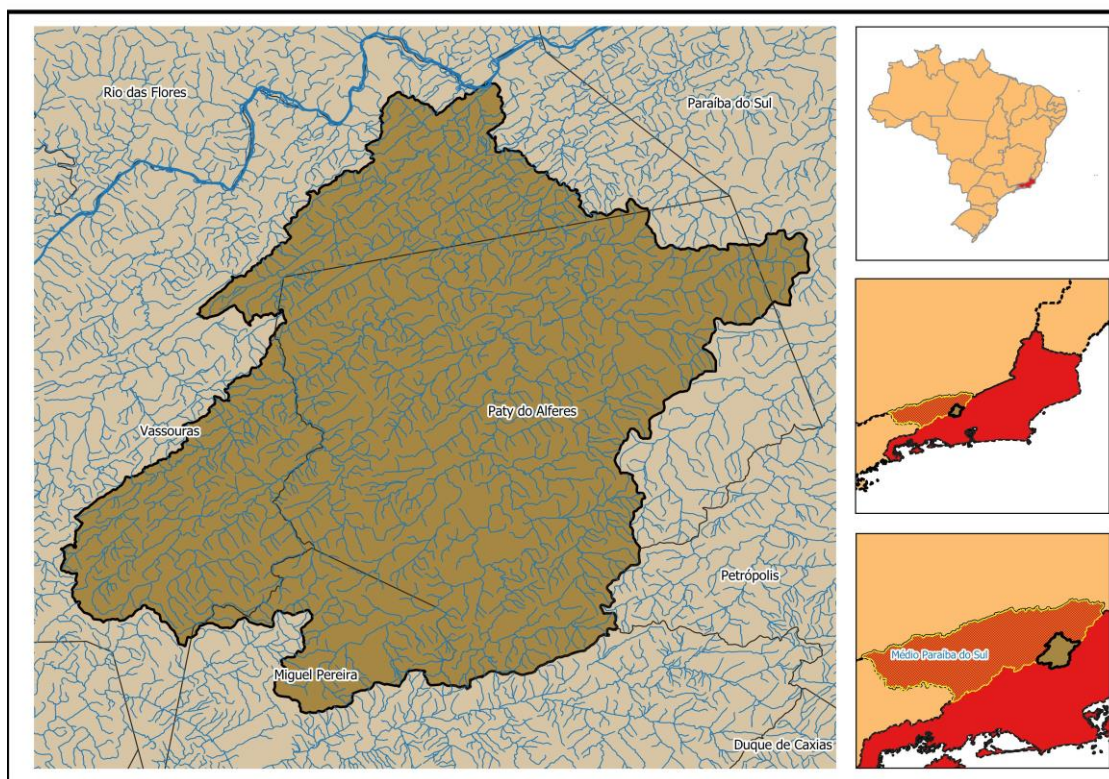 Rio das Flores
Paraíba do Sul
Vassouras
Paty do Alferes
Petrópolis
Miguel Pereira
Duque de Caxias
Médio Paraíba do Sul